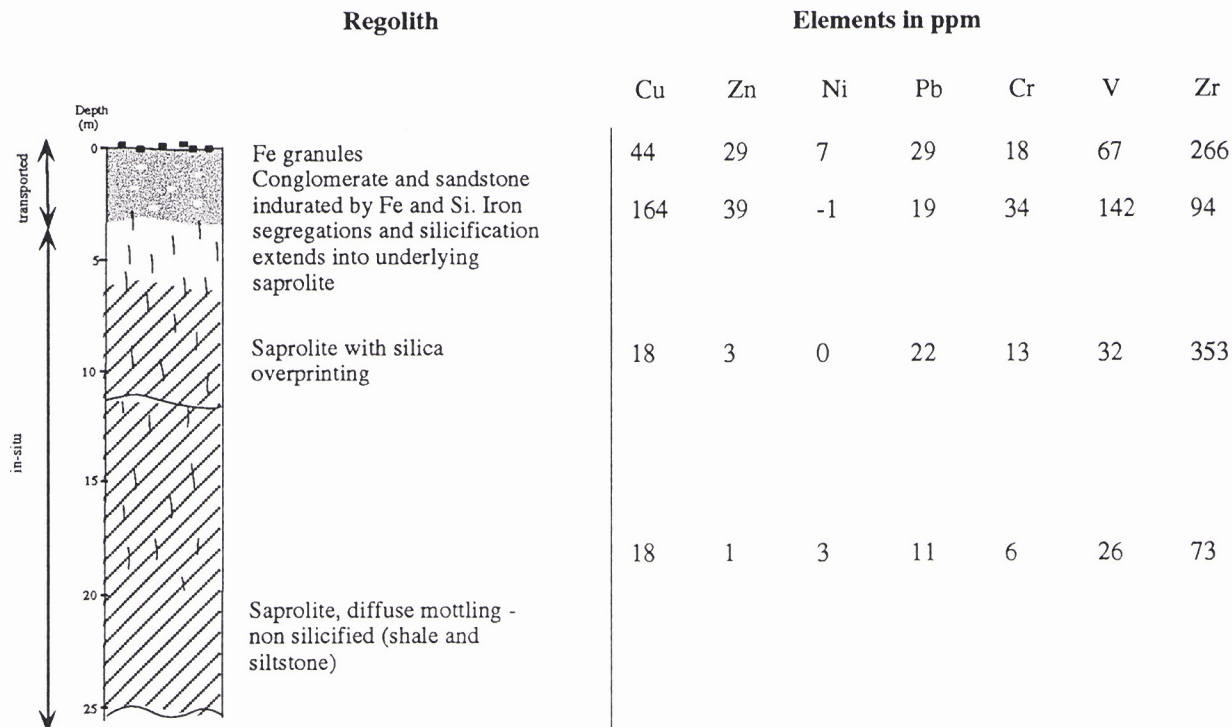 Regolith
Elements in ppm
Cu Zn Ni Pb Cr V Zr
Depth
(m)
transported
in-situ
0
5
10
15
20
25
Fe granules
Conglomerate and sandstone
indurated by Fe and Si. Iron
segregations and silicification
extends into underlying
saprolite
Saprolite with silica
overprinting
Saprolite, diffuse mottling -
non silicified (shale and
siltstone)
44 29 7 29 18 67 266
164 39 -1 19 34 142 94
18 3 0 22 13 32 353
18 1 3 11 6 26 73